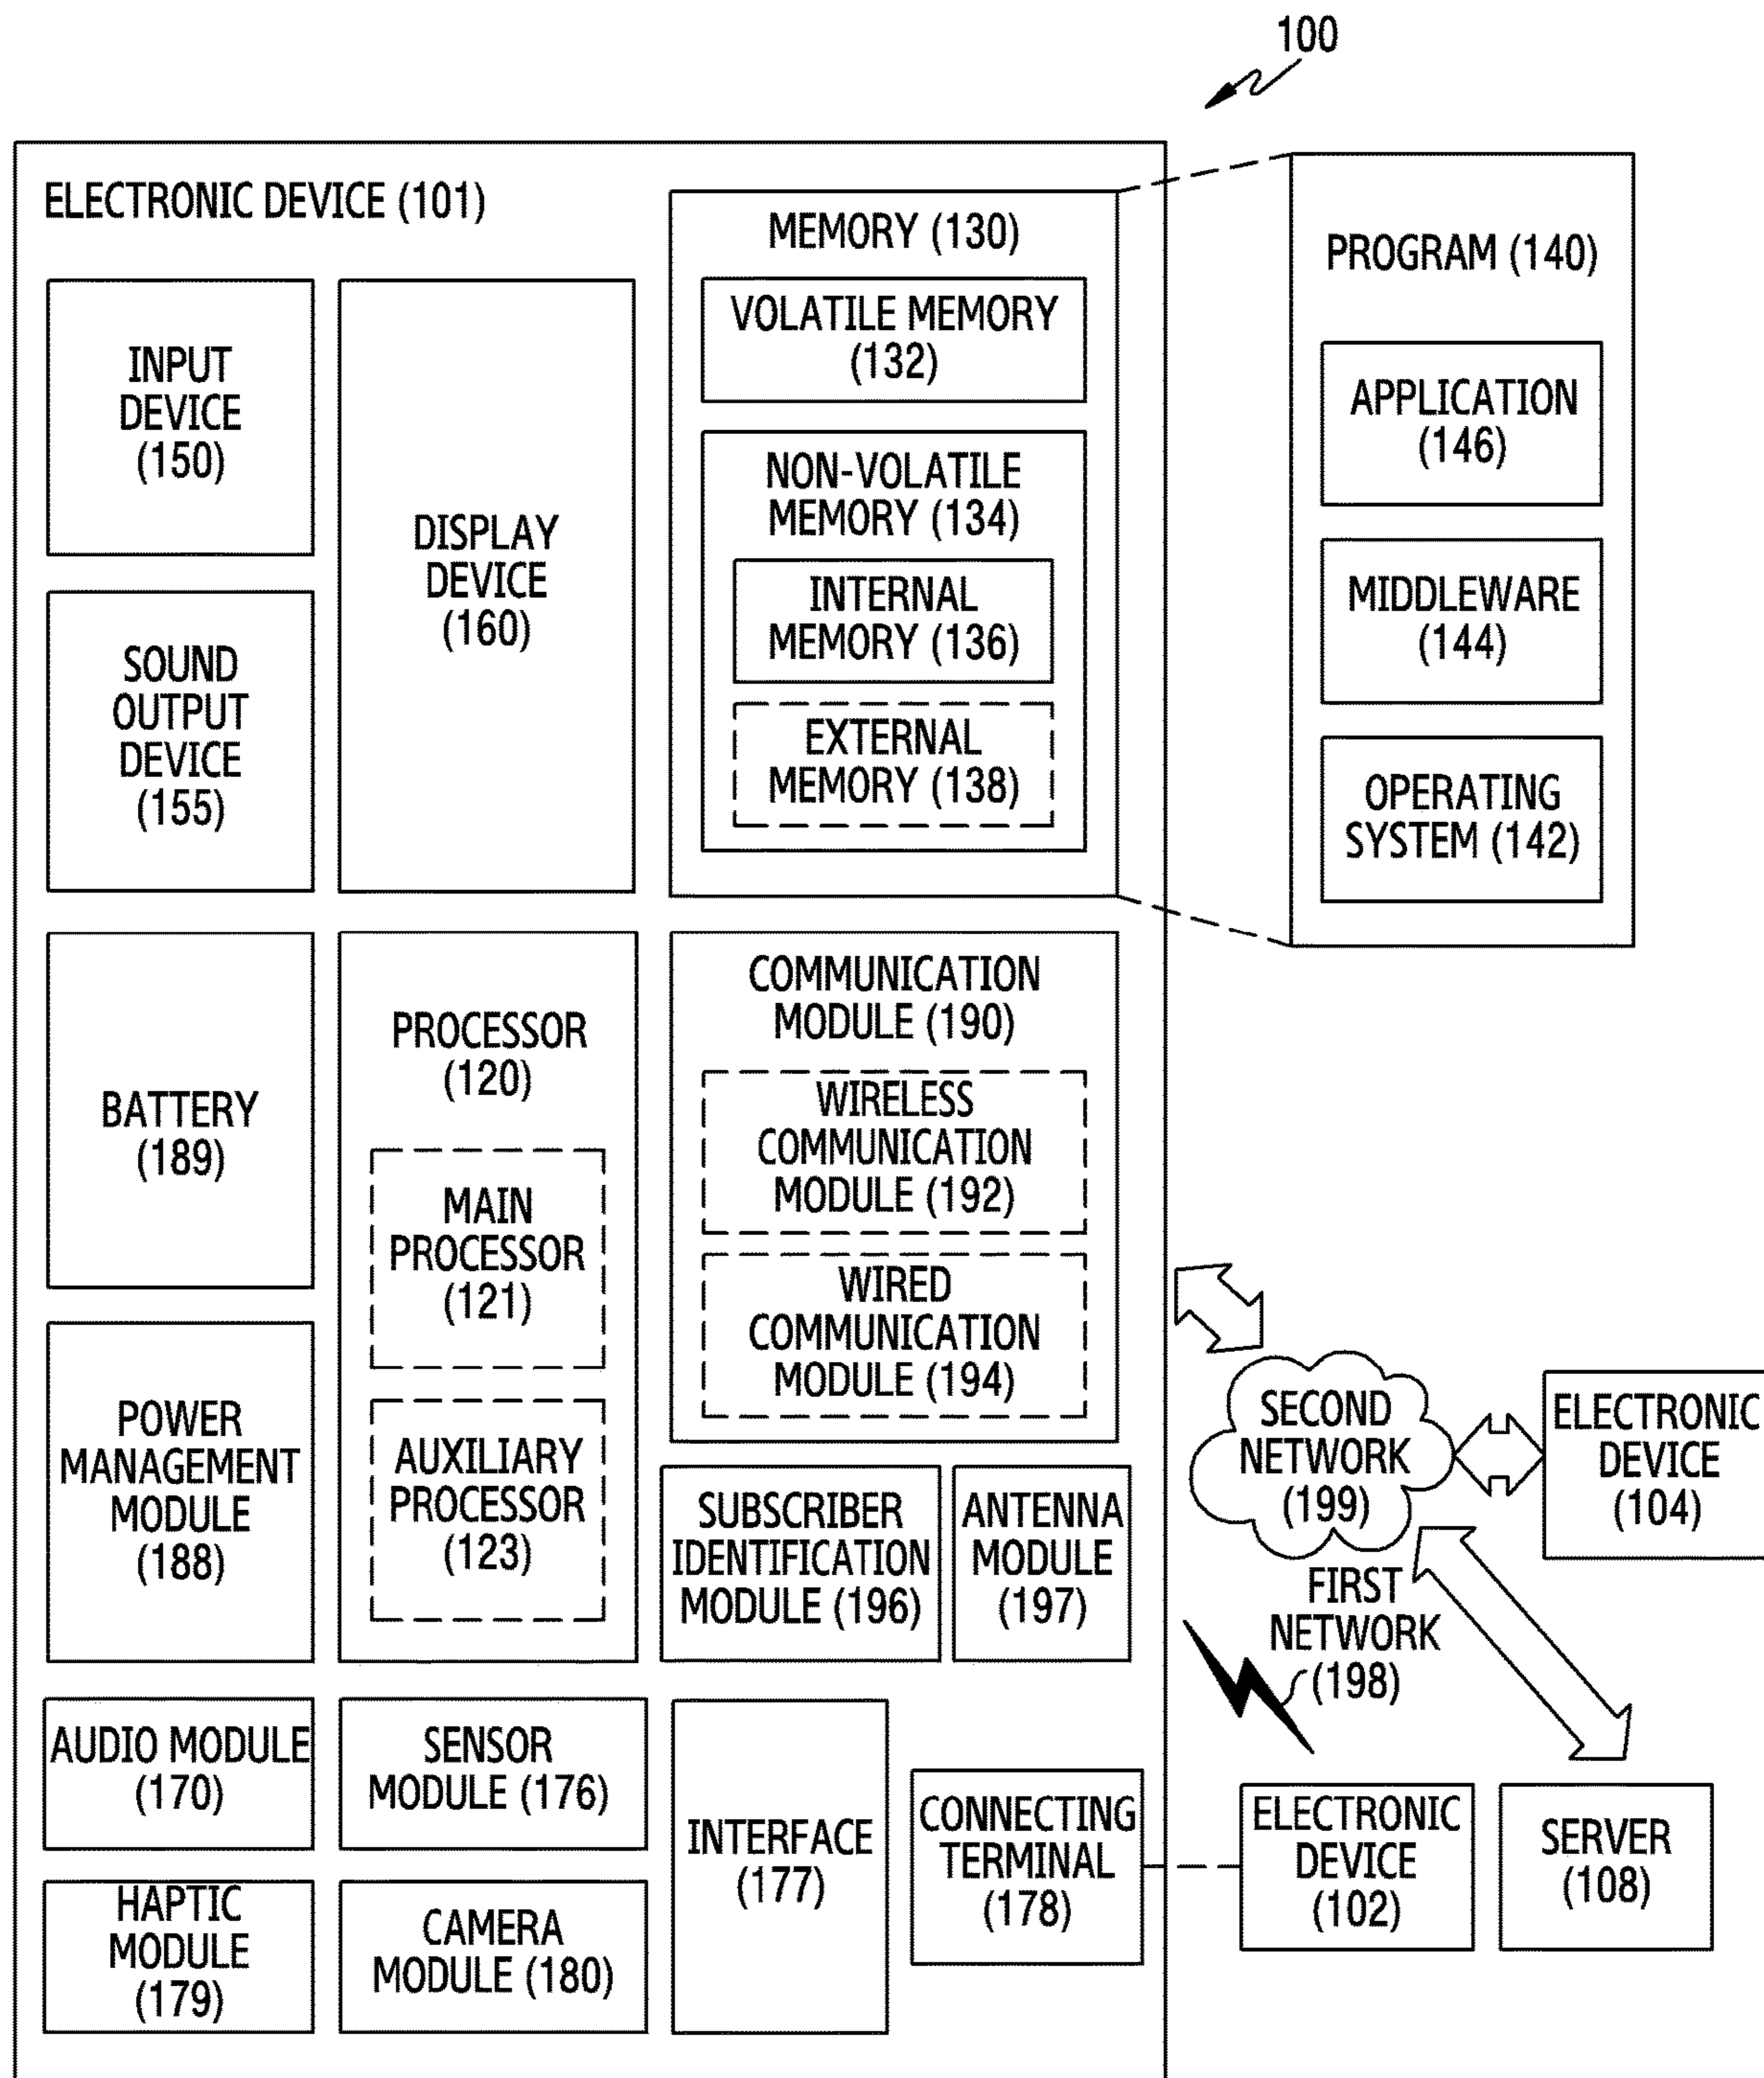 100
ELECTRONIC DEVICE (101)
INPUT
DEVICE
(150)
SOUND
OUTPUT
DEVICE
(155)
DISPLAY
DEVICE
(160)
MEMORY (130)
VOLATILE MEMORY
(132)
NON-VOLATILE
MEMORY (134)
INTERNAL
MEMORY (136)
EXTERNAL
MEMORY (138)
PROGRAM (140)
APPLICATION
(146)
MIDDLEWARE
(144)
OPERATING
SYSTEM (142)
BATTERY
(189)
POWER
MANAGEMENT
MODULE
(188)
PROCESSOR
(120)
MAIN
PROCESSOR
(121)
AUXILIARY
PROCESSOR
(123)
COMMUNICATION
MODULE (190)
WIRELESS
COMMUNICATION
MODULE (192)
WIRED
COMMUNICATION
MODULE (194)
SUBSCRIBER
IDENTIFICATION
MODULE (196)
ANTENNA
MODULE
(197)
SECOND
NETWORK
(199)
ELECTRONIC
DEVICE
(104)
FIRST
NETWORK
(198)
AUDIO MODULE
(170)
SENSOR
MODULE (176)
HAPTIC
MODULE
(179)
CAMERA
MODULE (180)
INTERFACE
(177)
CONNECTING
TERMINAL
(178)
ELECTRONIC
DEVICE
(102)
SERVER
(108)